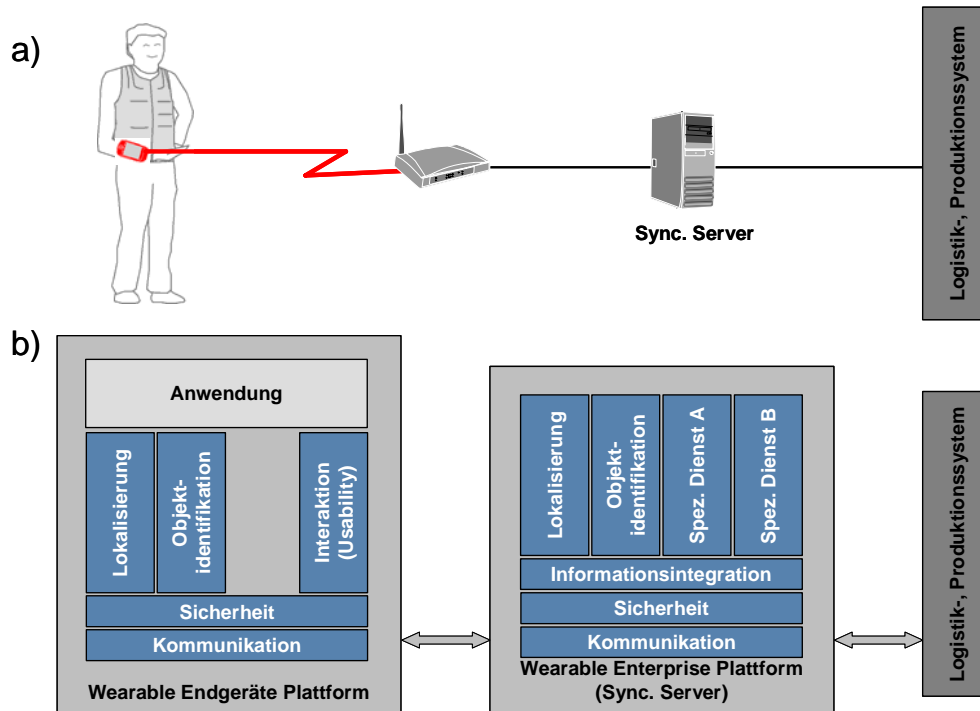 a)
Sync. Server
Logistik-, Produktionssystem
b)
Anwendung
Lokalisierung
Objekt-
identifikation
Interaktion
(Usability)
Sicherheit
Kommunikation
Wearable Endgeräte Plattform
Lokalisierung
Objekt-
identifikation
Spez. Dienst A
Spez. Dienst B
Informationsintegration
Sicherheit
Kommunikation
Wearable Enterprise Plattform
(Sync. Server)
Logistik-, Produktionssystem